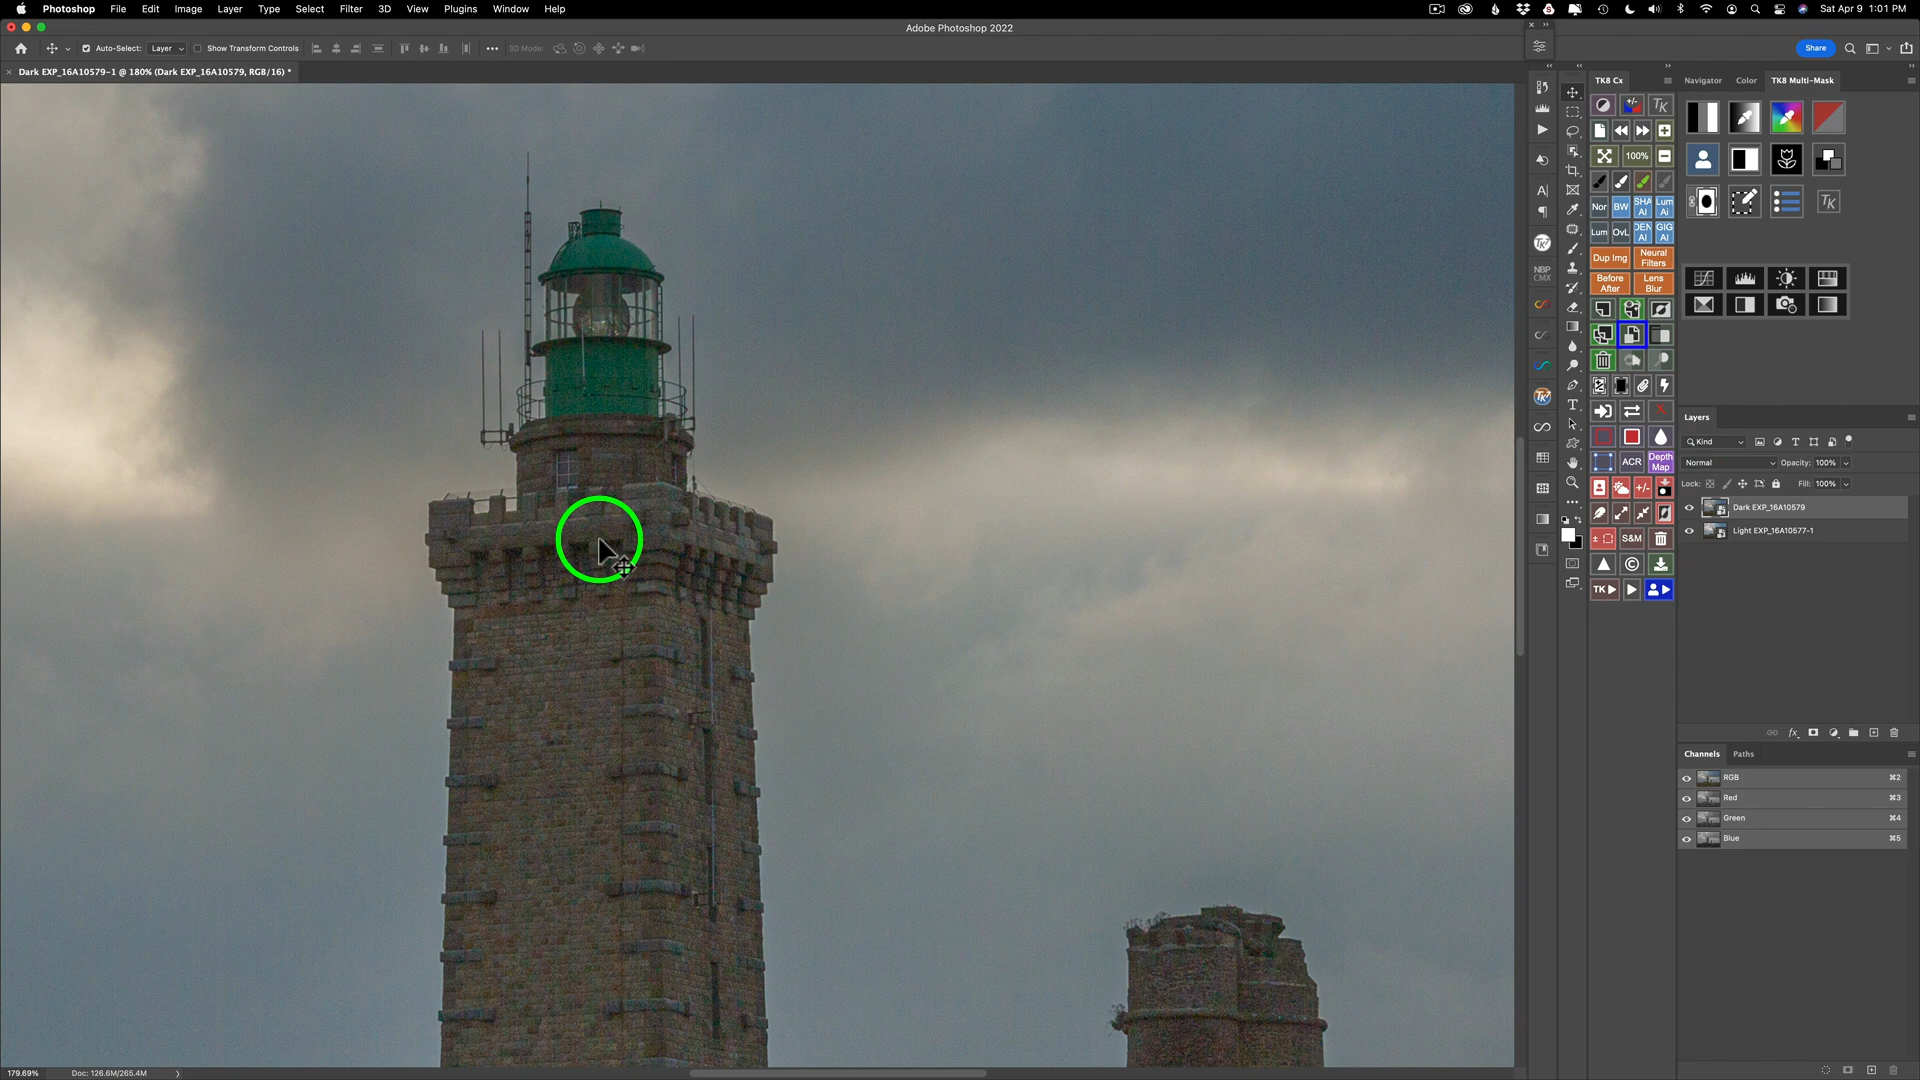 Photoshop File Edit Image Layer Type Select Filter 3D View Plugins Window Help Sat Apr 9 1:01 PM
Adobe Photoshop 2022
Auto-Select: Layer Show Transform Controls 3D Mode: Share
Dark EXP_16A10579-1 @ 180% (Dark EXP_16A10579, RGB/16) *
TK8 Cx
Navigator Color TK8 Multi-Mask
+/- TK
100%
Nor BW SHA AI Lum Ai
Lum OvL DEN AI GIG AI
Dup Img Neural Filters
Before After Lens Blur
ACR Depth Map
+/-
S&M
TK
TK
NBP
CMX
Layers
Kind
Normal Opacity: 100%
Lock: Fill: 100%
Dark EXP_16A10579
Light EXP_16A10577-1
fx
Channels Paths
RGB ⌘2
Red ⌘3
Green ⌘4
Blue ⌘5
179.69% Doc: 126.6M/265.4M